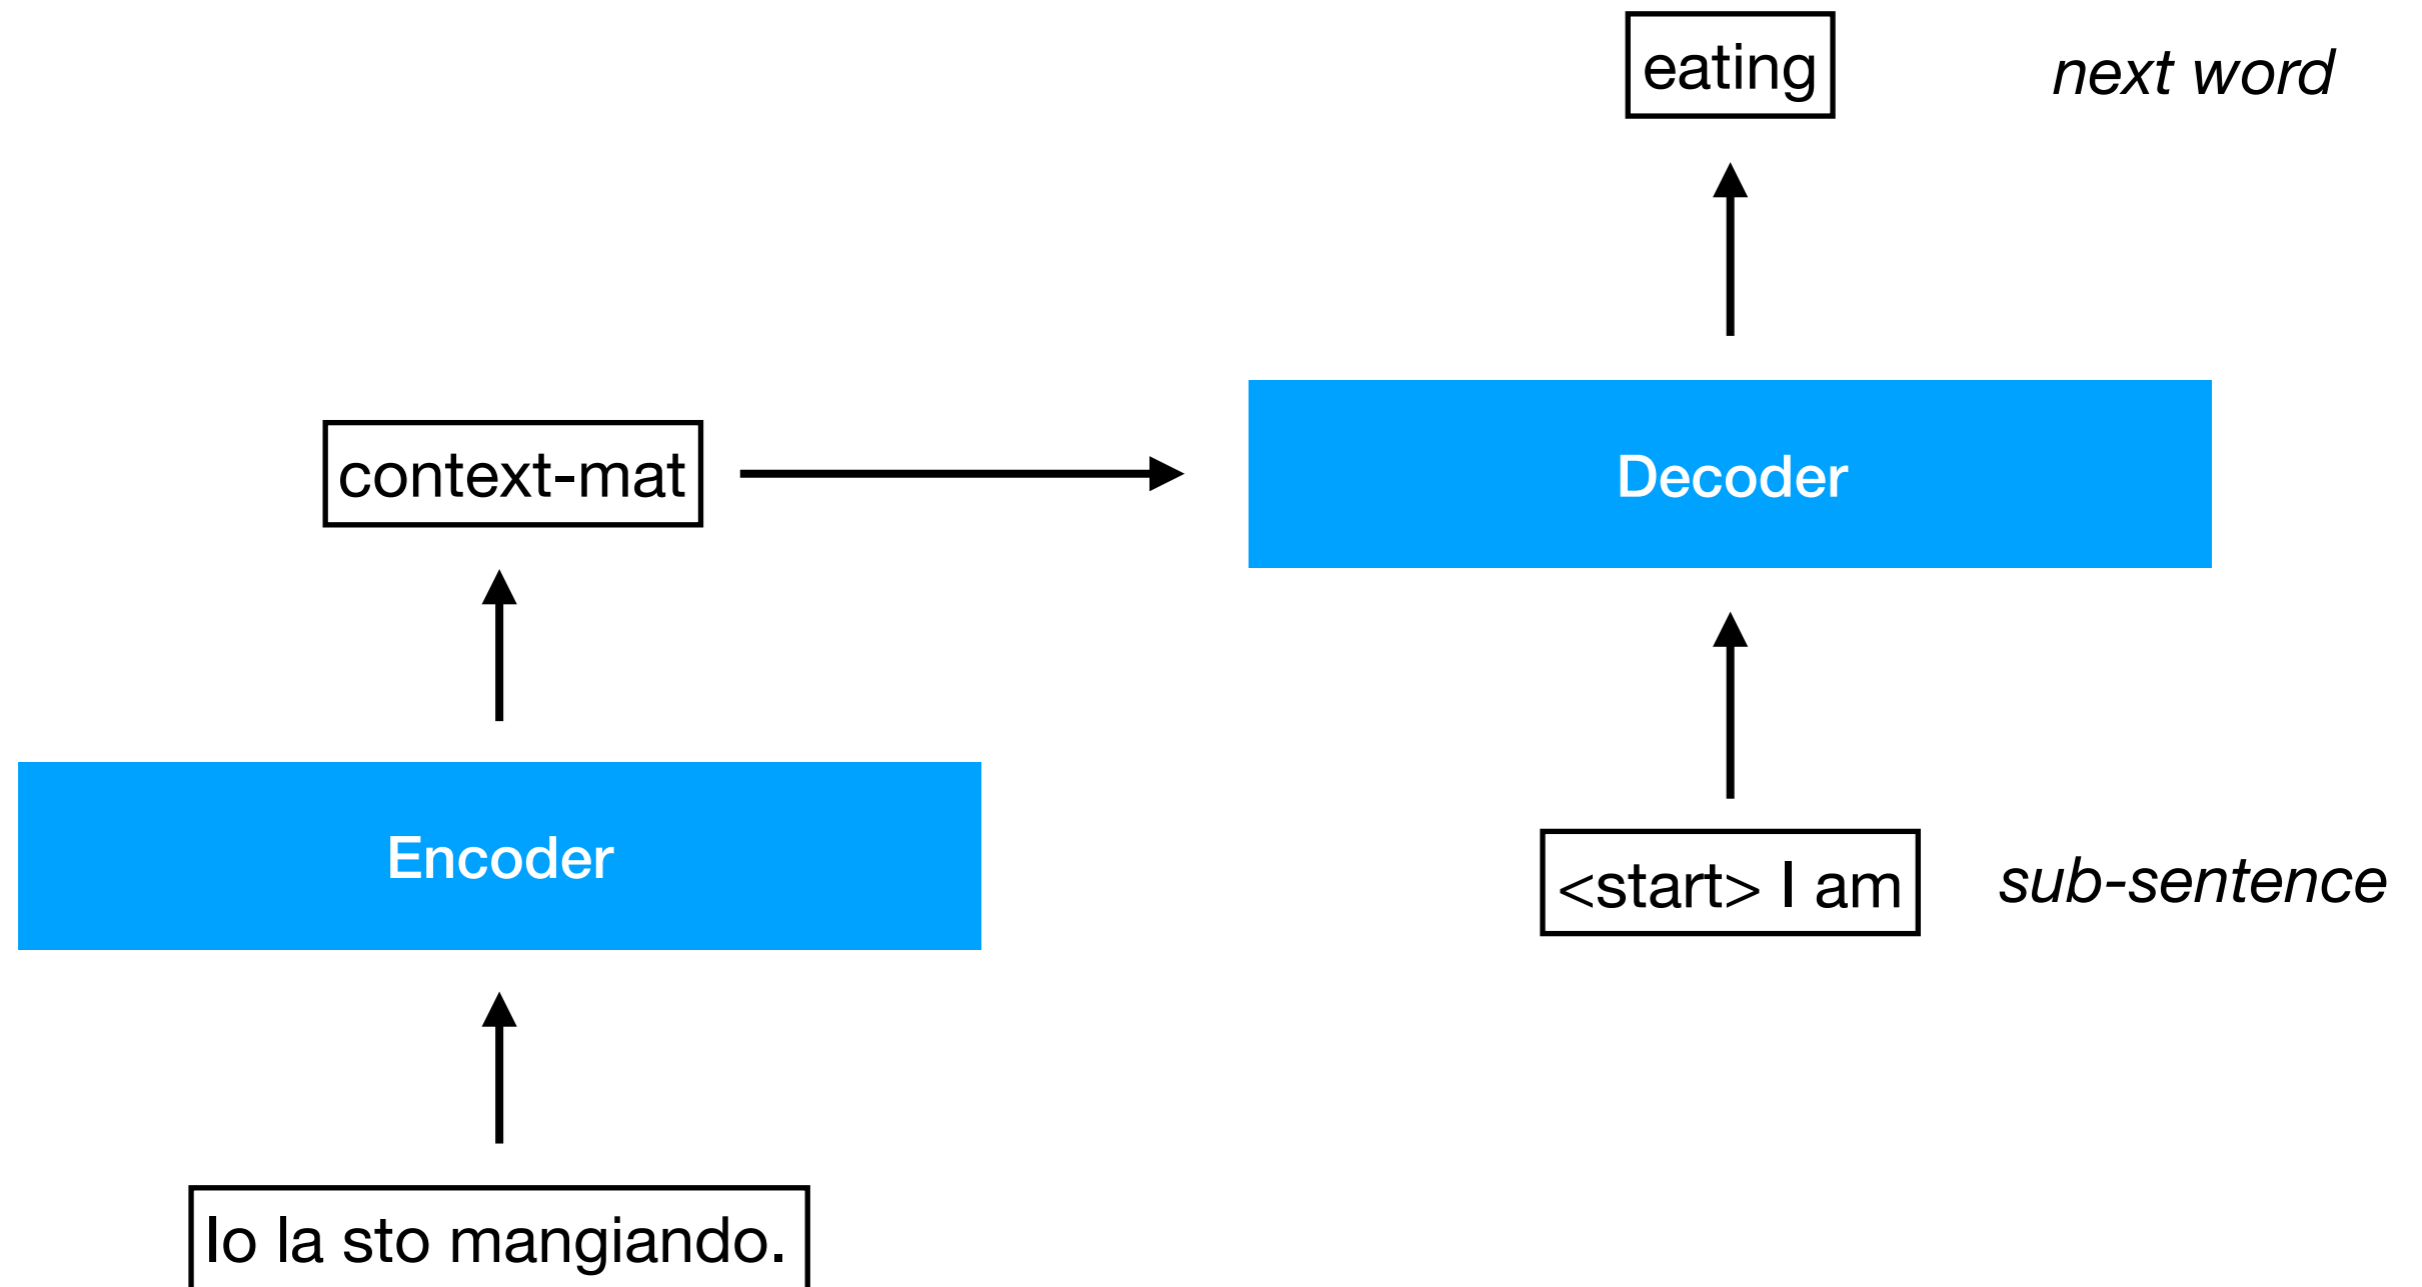 eating
next word
context-mat
Decoder
Encoder
<start> I am
sub-sentence
Io la sto mangiando.